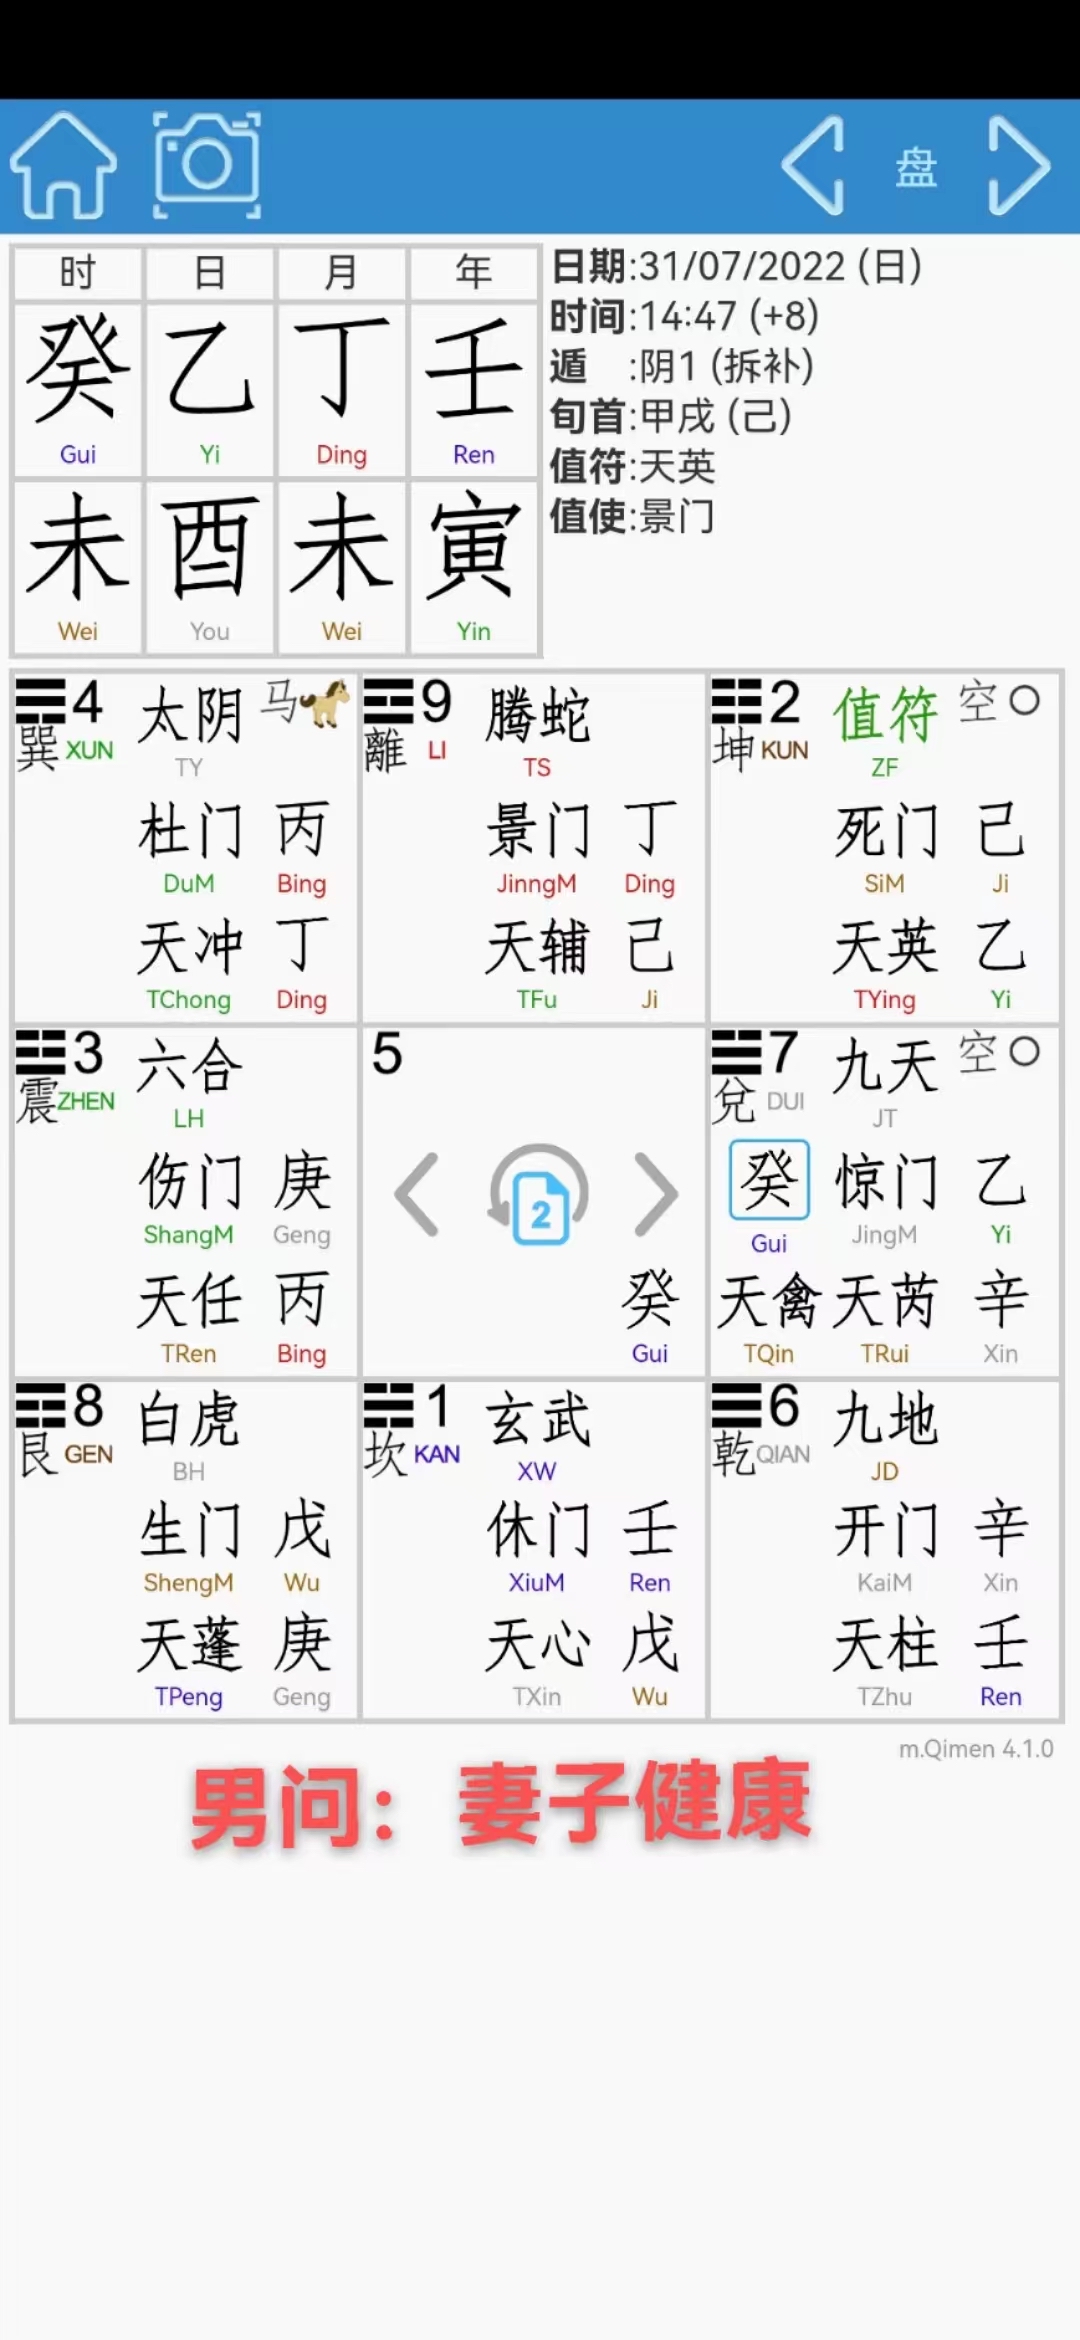 盘
时 日 月 年
癸 乙 丁 壬
Gui Yi Ding Ren
未 酉 未 寅
Wei You Wei Yin
日期:31/07/2022 (日)
时间:14:47 (+8)
遁 :阴1 (拆补)
旬首:甲戌 (己)
值符:天英
值使:景门
4 太阴 马
巽 XUN TY
杜门 丙
DuM Bing
天冲 丁
TChong Ding
9 腾蛇
離 LI TS
景门 丁
JinngM Ding
天辅 己
TFu Ji
2 值符 空
坤 KUN ZF
死门 己
SiM Ji
天英 乙
TYing Yi
3 六合
震 ZHEN LH
伤门 庚
ShangM Geng
天任 丙
TRen Bing
5
2
癸
Gui
7 九天 空
兌 DUI JT
癸 惊门 乙
Gui JingM Yi
天禽 天芮 辛
TQin TRui Xin
8 白虎
艮 GEN BH
生门 戊
ShengM Wu
天蓬 庚
TPeng Geng
1 玄武
坎 KAN XW
休门 壬
XiuM Ren
天心 戊
TXin Wu
6 九地
乾 QIAN JD
开门 辛
KaiM Xin
天柱 壬
TZhu Ren
m.Qimen 4.1.0
男问：妻子健康